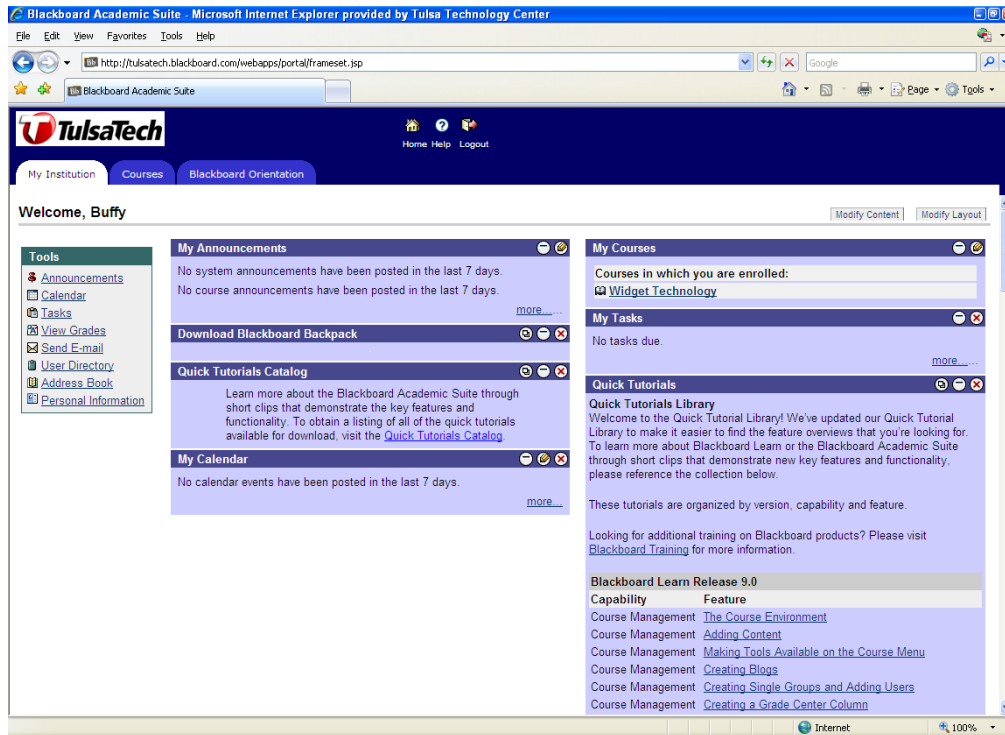 Blackboard Academic Suite - Microsoft Internet Explorer provided by Tulsa Technology Center
File Edit View Favorites Tools Help
http://tulsatech.blackboard.com/webapps/portal/frameset.jsp
Google
Blackboard Academic Suite
Page Tools
TulsaTech
Home Help Logout
My Institution Courses Blackboard Orientation
Welcome, Buffy
Modify Content Modify Layout
Tools
Announcements
Calendar
Tasks
View Grades
Send E-mail
User Directory
Address Book
Personal Information
My Announcements
No system announcements have been posted in the last 7 days.
No course announcements have been posted in the last 7 days.
more......
Download Blackboard Backpack
Quick Tutorials Catalog
Learn more about the Blackboard Academic Suite through
short clips that demonstrate the key features and
functionality. To obtain a listing of all of the quick tutorials
available for download, visit the Quick Tutorials Catalog.
My Calendar
No calendar events have been posted in the last 7 days.
more...
My Courses
Courses in which you are enrolled:
Widget Technology
My Tasks
No tasks due.
more......
Quick Tutorials
Quick Tutorials Library
Welcome to the Quick Tutorial Library! We've updated our Quick Tutorial
Library to make it easier to find the feature overviews that you're looking for.
To learn more about Blackboard Learn or the Blackboard Academic Suite
through short clips that demonstrate new key features and functionality,
please reference the collection below.
These tutorials are organized by version, capability and feature.
Looking for additional training on Blackboard products? Please visit
Blackboard Training for more information.
Blackboard Learn Release 9.0
Capability Feature
Course Management The Course Environment
Course Management Adding Content
Course Management Making Tools Available on the Course Menu
Course Management Creating Blogs
Course Management Creating Single Groups and Adding Users
Course Management Creating a Grade Center Column
Internet 100%